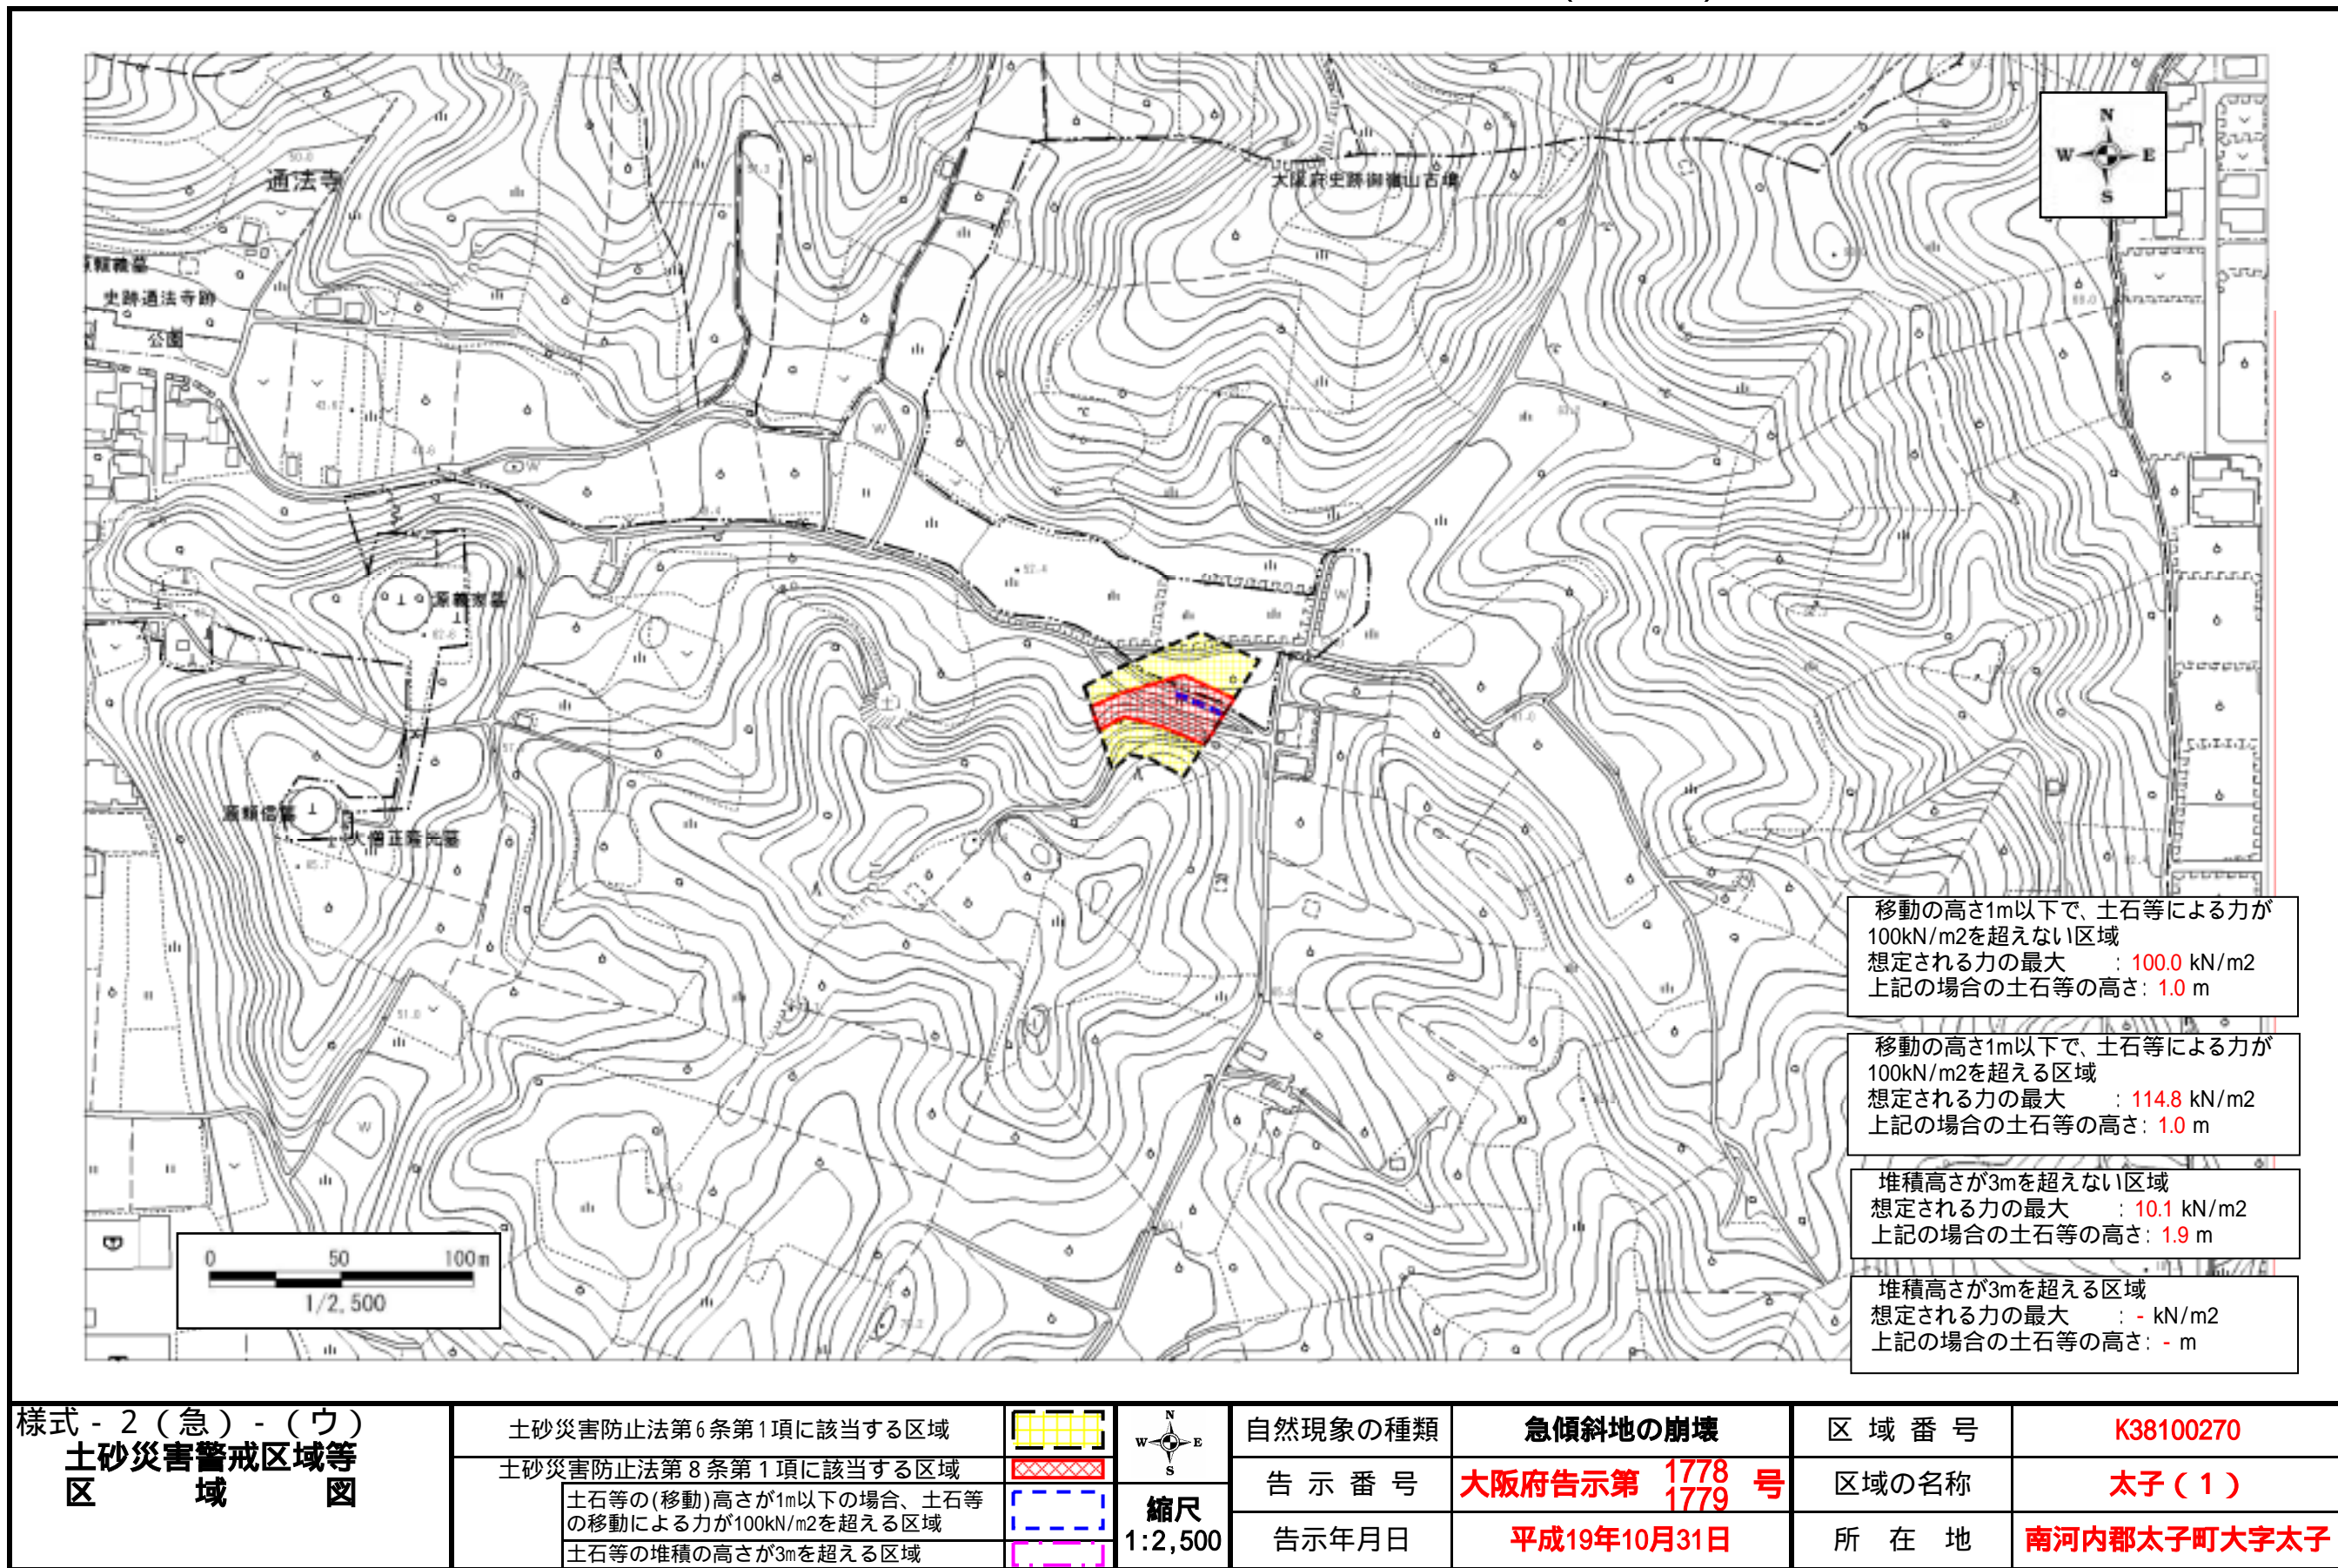 通法寺
大阪府史跡御嶺山古墳
史跡通法寺跡
公園
源義家墓
源頼信墓
大僧正隆光墓
N
W E
S
移動の高さ1m以下で、土石等による力が
100kN/m2を超えない区域
想定される力の最大 : 100.0 kN/m2
上記の場合の土石等の高さ: 1.0 m
移動の高さ1m以下で、土石等による力が
100kN/m2を超える区域
想定される力の最大 : 114.8 kN/m2
上記の場合の土石等の高さ: 1.0 m
堆積高さが3mを超えない区域
想定される力の最大 : 10.1 kN/m2
上記の場合の土石等の高さ: 1.9 m
堆積高さが3mを超える区域
想定される力の最大 : - kN/m2
上記の場合の土石等の高さ: - m
0 50 100m
1/2,500
様式-2(急)-(ウ)
土砂災害警戒区域等
区域図
土砂災害防止法第6条第1項に該当する区域
土砂災害防止法第8条第1項に該当する区域
土石等の(移動)高さが1m以下の場合、土石等
の移動による力が100kN/m2を超える区域
土石等の堆積の高さが3mを超える区域
N
W E
S
縮尺
1:2,500
自然現象の種類 急傾斜地の崩壊
告示番号 大阪府告示第 1778 1779 号
告示年月日 平成19年10月31日
区域番号 K38100270
区域の名称 太子(1)
所在地 南河内郡太子町大字太子